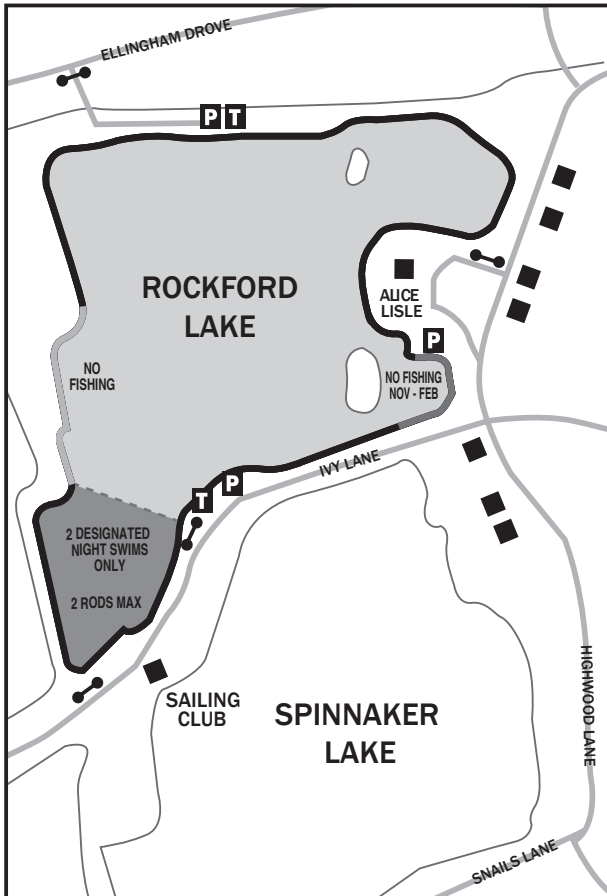 ELLINGHAM DROVE
P T
ROCKFORD
LAKE
ALICE
LISLE
P
NO
FISHING
NO FISHING
NOV - FEB
IVY LANE
T P
2 DESIGNATED
NIGHT SWIMS
ONLY
2 RODS MAX
SAILING
CLUB
SPINNAKER
LAKE
HIGHWOOD LANE
SNAILS LANE